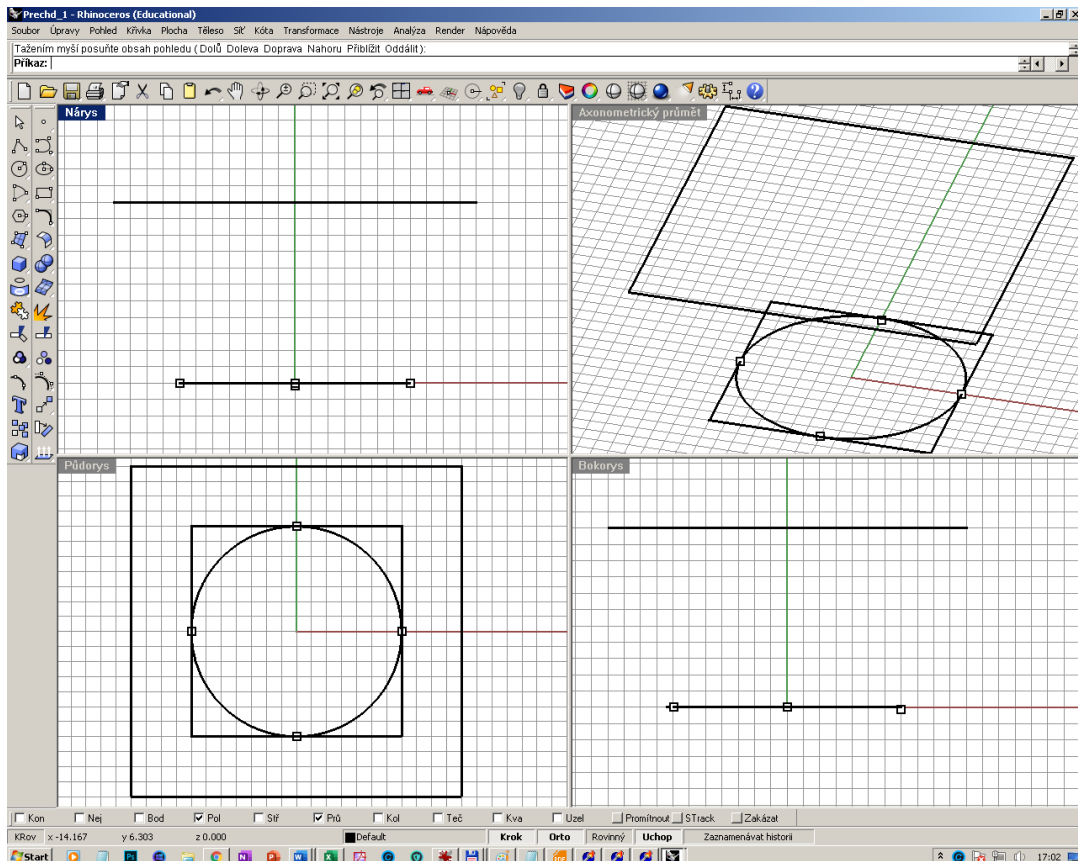 Prechd_1 - Rhinoceros (Educational)
Soubor Úpravy Pohled Křivka Plocha Těleso Síť Kóta Transformace Nástroje Analýza Render Nápověda
Tažením myší posuňte obsah pohledu ( Dolů Doleva Doprava Nahoru Přiblížit Oddálit ):
Příkaz:
Nárys
Axonometrický průmět
Půdorys
Bokorys
Kon Nej Bod Pol Stř Prů Kol Teč Kva Uzel Promítnout STrack Zakázat
KRov x -14.167 y 6.303 z 0.000 Default Krok Orto Rovinný Uchop Zaznamenávat historii
Start 17:02